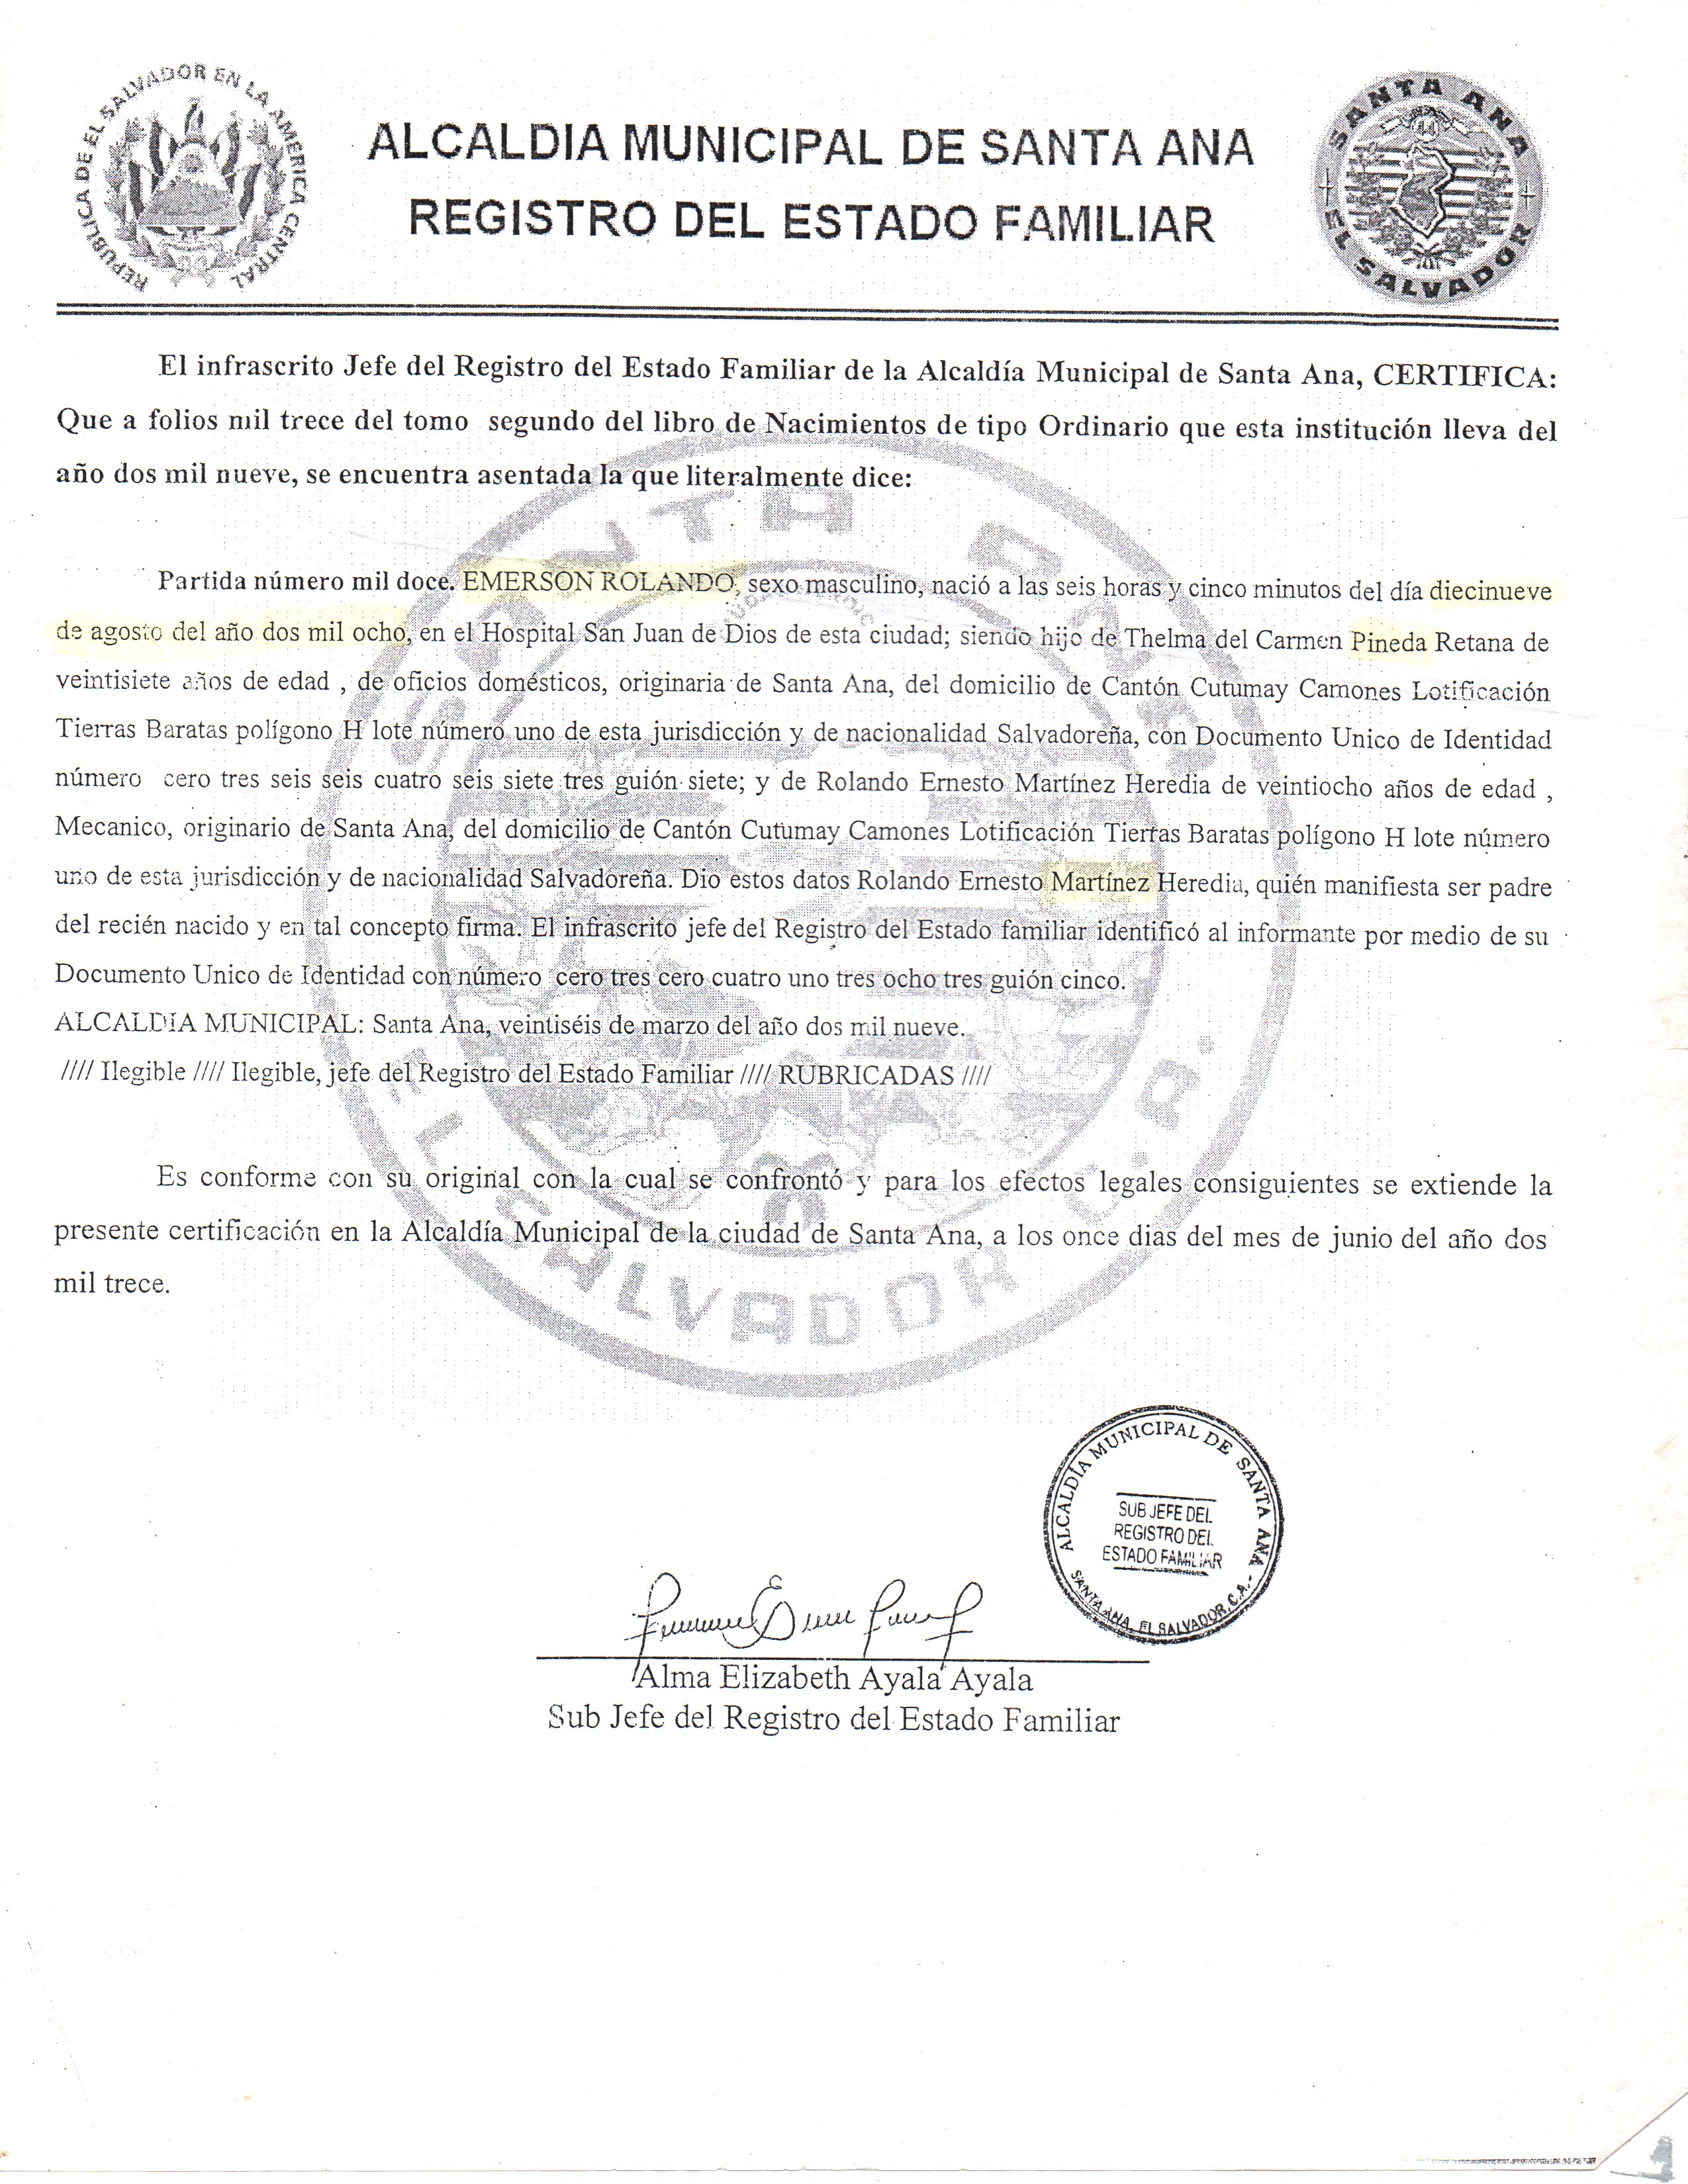 REPUBLICA DE EL SALVADOR EN LA AMERICA CENTRAL
ALCALDIA MUNICIPAL DE SANTA ANA
REGISTRO DEL ESTADO FAMILIAR
SANTA ANA
EL SALVADOR
El infrascrito Jefe del Registro del Estado Familiar de la Alcaldía Municipal de Santa Ana, CERTIFICA:
Que a folios mil trece del tomo segundo del libro de Nacimientos de tipo Ordinario que esta institución lleva del
año dos mil nueve, se encuentra asentada la que literalmente dice:
Partida número mil doce. EMERSON ROLANDO, sexo masculino, nació a las seis horas y cinco minutos del día diecinueve
de agosto del año dos mil ocho, en el Hospital San Juan de Dios de esta ciudad; siendo hijo de Thelma del Carmen Pineda Retana de
veintisiete años de edad , de oficios domésticos, originaria de Santa Ana, del domicilio de Cantón Cutumay Camones Lotificación
Tierras Baratas polígono H lote número uno de esta jurisdicción y de nacionalidad Salvadoreña, con Documento Unico de Identidad
número cero tres seis seis cuatro seis siete tres guión siete; y de Rolando Ernesto Martínez Heredia de veintiocho años de edad ,
Mecanico, originario de Santa Ana, del domicilio de Cantón Cutumay Camones Lotificación Tierras Baratas polígono H lote número
uno de esta jurisdicción y de nacionalidad Salvadoreña. Dio estos datos Rolando Ernesto Martínez Heredia, quién manifiesta ser padre
del recién nacido y en tal concepto firma. El infrascrito jefe del Registro del Estado familiar identificó al informante por medio de su
Documento Unico de Identidad con número cero tres cero cuatro uno tres ocho tres guión cinco.
ALCALDIA MUNICIPAL: Santa Ana, veintiséis de marzo del año dos mil nueve.
//// Ilegible //// Ilegible, jefe del Registro del Estado Familiar //// RUBRICADAS ////
Es conforme con su original con la cual se confrontó y para los efectos legales consiguientes se extiende la
presente certificación en la Alcaldía Municipal de la ciudad de Santa Ana, a los once dias del mes de junio del año dos
mil trece.
ALCALDÍA MUNICIPAL DE SANTA ANA
SUB JEFE DEL
REGISTRO DEL
ESTADO FAMILIAR
SANTA ANA, EL SALVADOR, C.A.
Alma Elizabeth Ayala Ayala
Sub Jefe del Registro del Estado Familiar